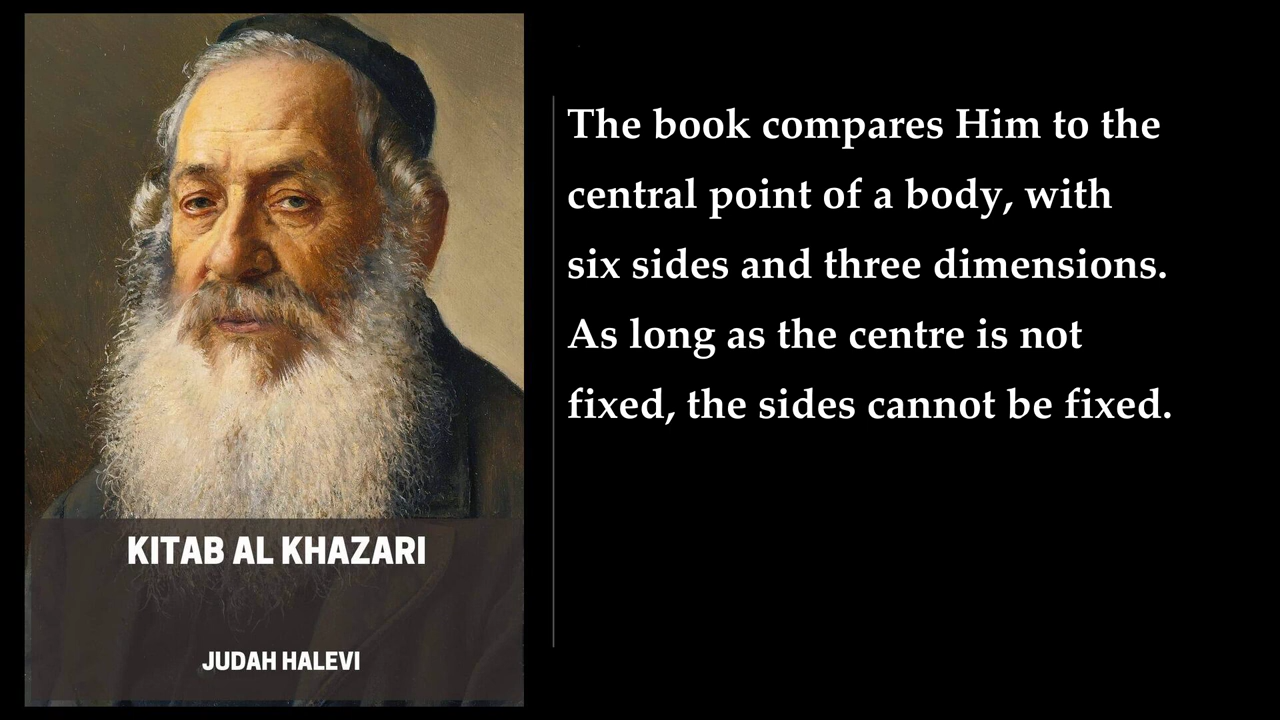 KITAB AL KHAZARI
JUDAH HALEVI
The book compares Him to the
central point of a body, with
six sides and three dimensions.
As long as the centre is not
fixed, the sides cannot be fixed.